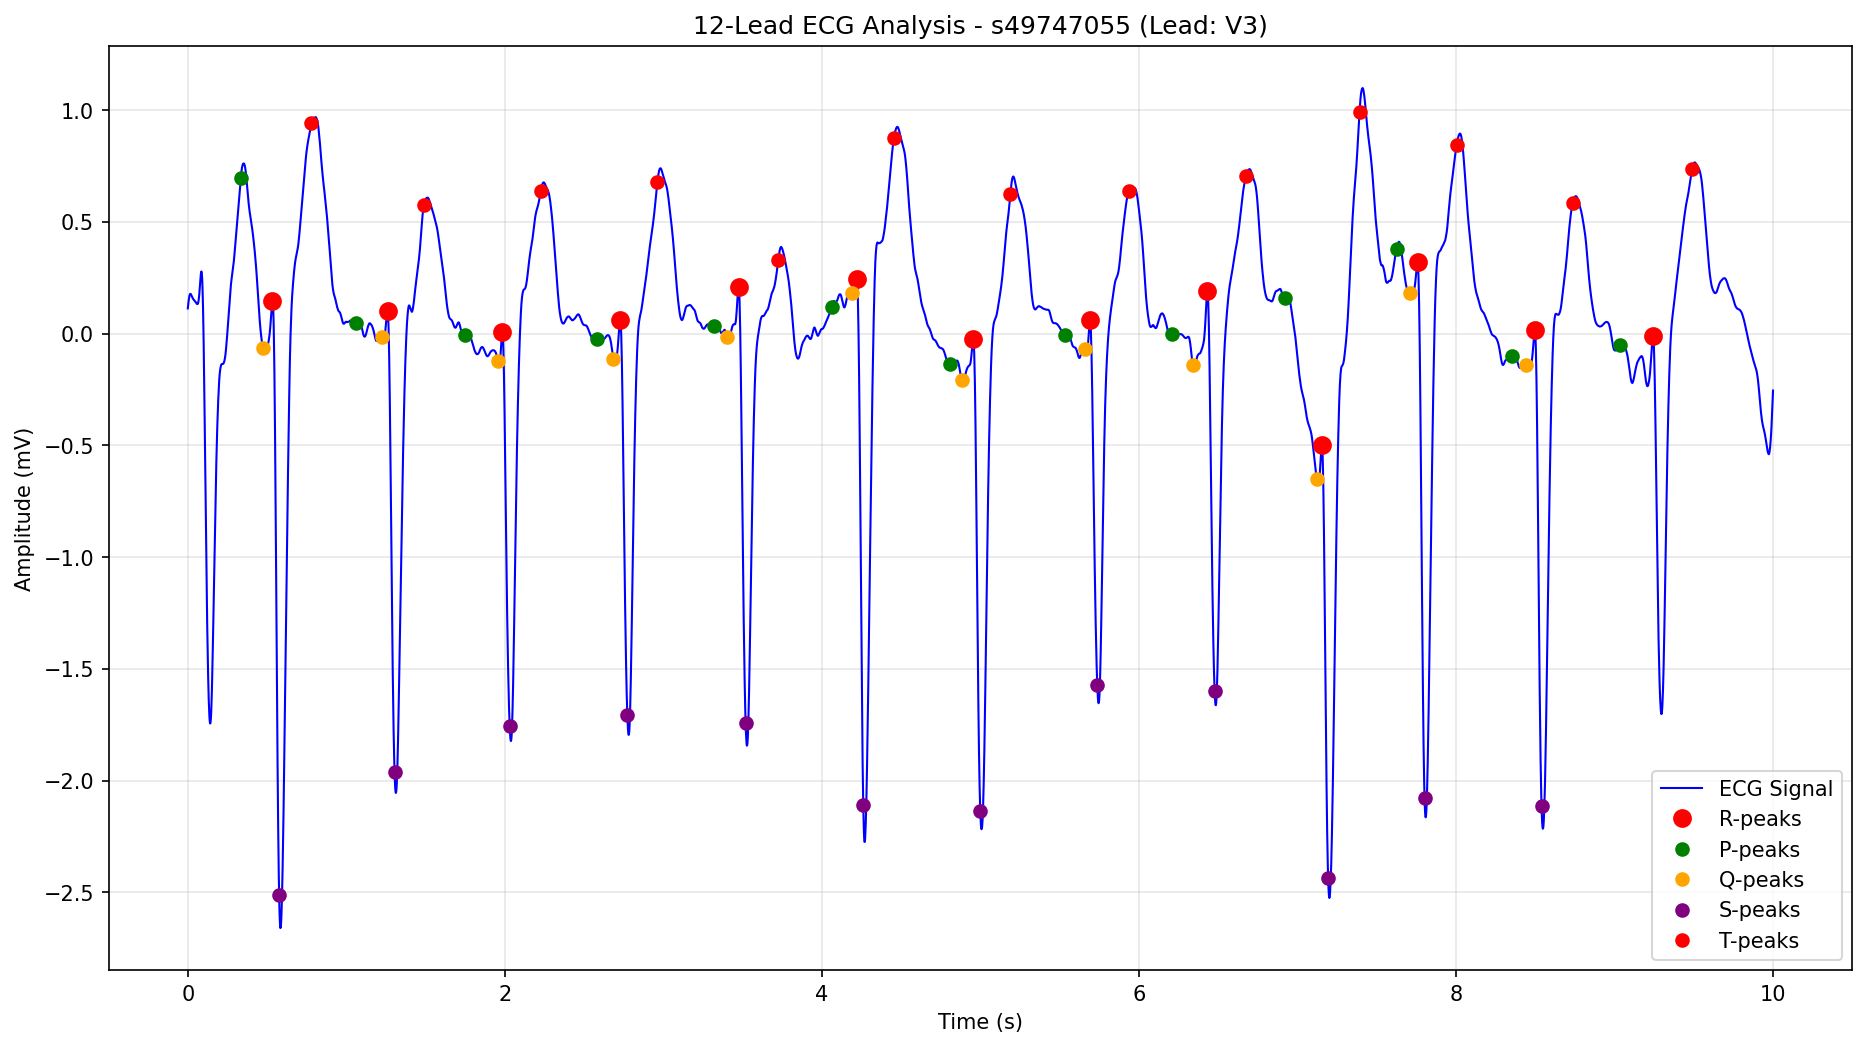 12-Lead ECG Analysis - s49747055 (Lead: V3)
Amplitude (mV)
1.0
0.5
0.0
−0.5
−1.0
−1.5
−2.0
−2.5
0 2 4 6 8 10
Time (s)
ECG Signal
R-peaks
P-peaks
Q-peaks
S-peaks
T-peaks